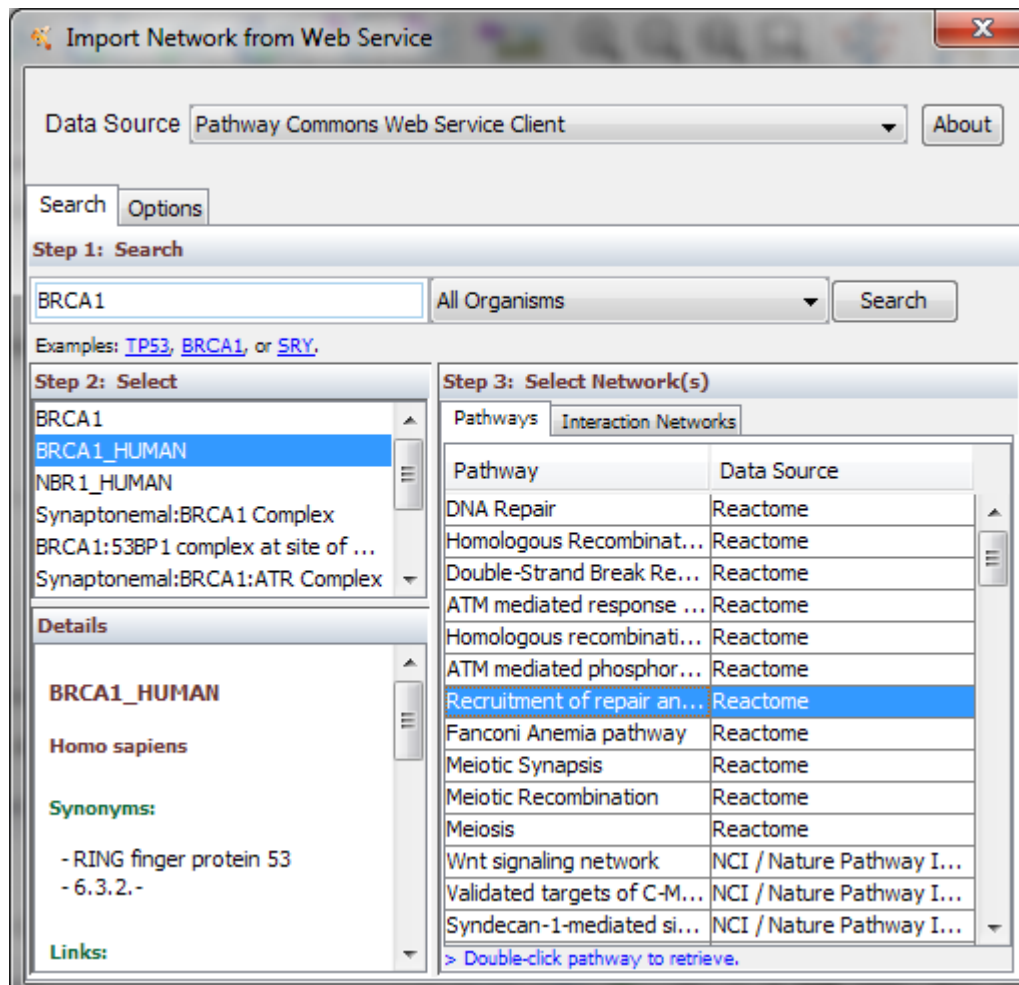 Import Network from Web Service
Data Source Pathway Commons Web Service Client About
Search Options
Step 1: Search
BRCA1 All Organisms Search
Examples: TP53, BRCA1, or SRY.
Step 2: Select
BRCA1
BRCA1_HUMAN
NBR1_HUMAN
Synaptonemal:BRCA1 Complex
BRCA1:53BP1 complex at site of ...
Synaptonemal:BRCA1:ATR Complex
Details
BRCA1_HUMAN
Homo sapiens
Synonyms:
- RING finger protein 53
- 6.3.2.-
Links:
Step 3: Select Network(s)
Pathways Interaction Networks
Pathway Data Source
DNA Repair Reactome
Homologous Recombinat... Reactome
Double-Strand Break Re... Reactome
ATM mediated response ... Reactome
Homologous recombinati... Reactome
ATM mediated phosphor... Reactome
Recruitment of repair an... Reactome
Fanconi Anemia pathway Reactome
Meiotic Synapsis Reactome
Meiotic Recombination Reactome
Meiosis Reactome
Wnt signaling network NCI / Nature Pathway I...
Validated targets of C-M... NCI / Nature Pathway I...
Syndecan-1-mediated si... NCI / Nature Pathway I...
> Double-click pathway to retrieve.